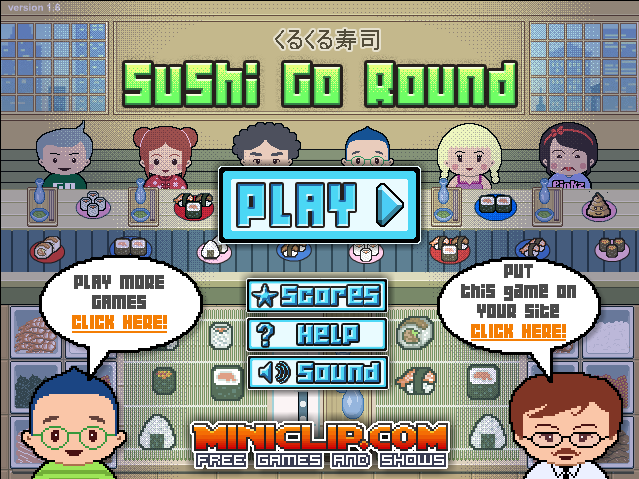 version 1.8
くるくる寿司
Sushi Go Round
PLAY
Scores
Help
Sound
PLAY MORE
GAMES
CLICK HERE!
PUT
this game on
YOUR SITE
CLICK HERE!
Pinkz
MINICLIP.COM
FREE GAMES AND SHOWS